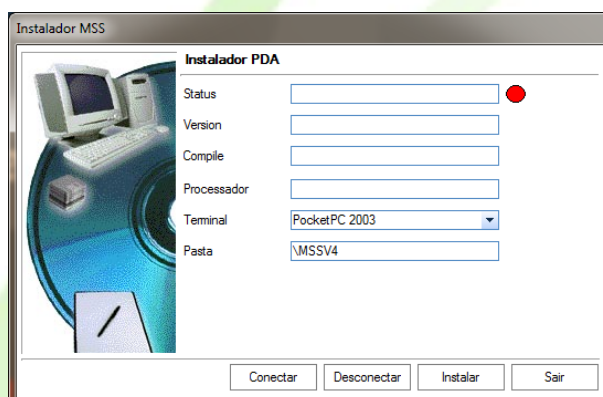 Instalador MSS
Instalador PDA
Status
Version
Compile
Processador
Terminal PocketPC 2003
Pasta \MSSV4
Conectar Desconectar Instalar Sair